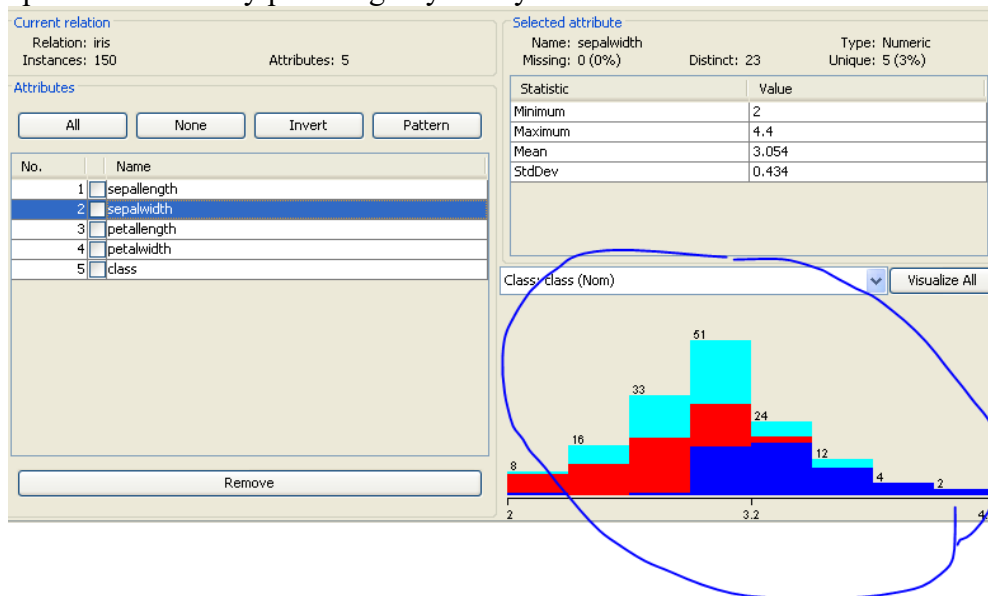 Current relation
Relation: iris
Instances: 150 Attributes: 5
Attributes
All None Invert Pattern
No. Name
1 sepallength
2 sepalwidth
3 petallength
4 petalwidth
5 class
Remove
Selected attribute
Name: sepalwidth Type: Numeric
Missing: 0 (0%) Distinct: 23 Unique: 5 (3%)
Statistic Value
Minimum 2
Maximum 4.4
Mean 3.054
StdDev 0.434
Class: class (Nom) Visualize All
51
33
24
16
12
8
4
2
2 3.2